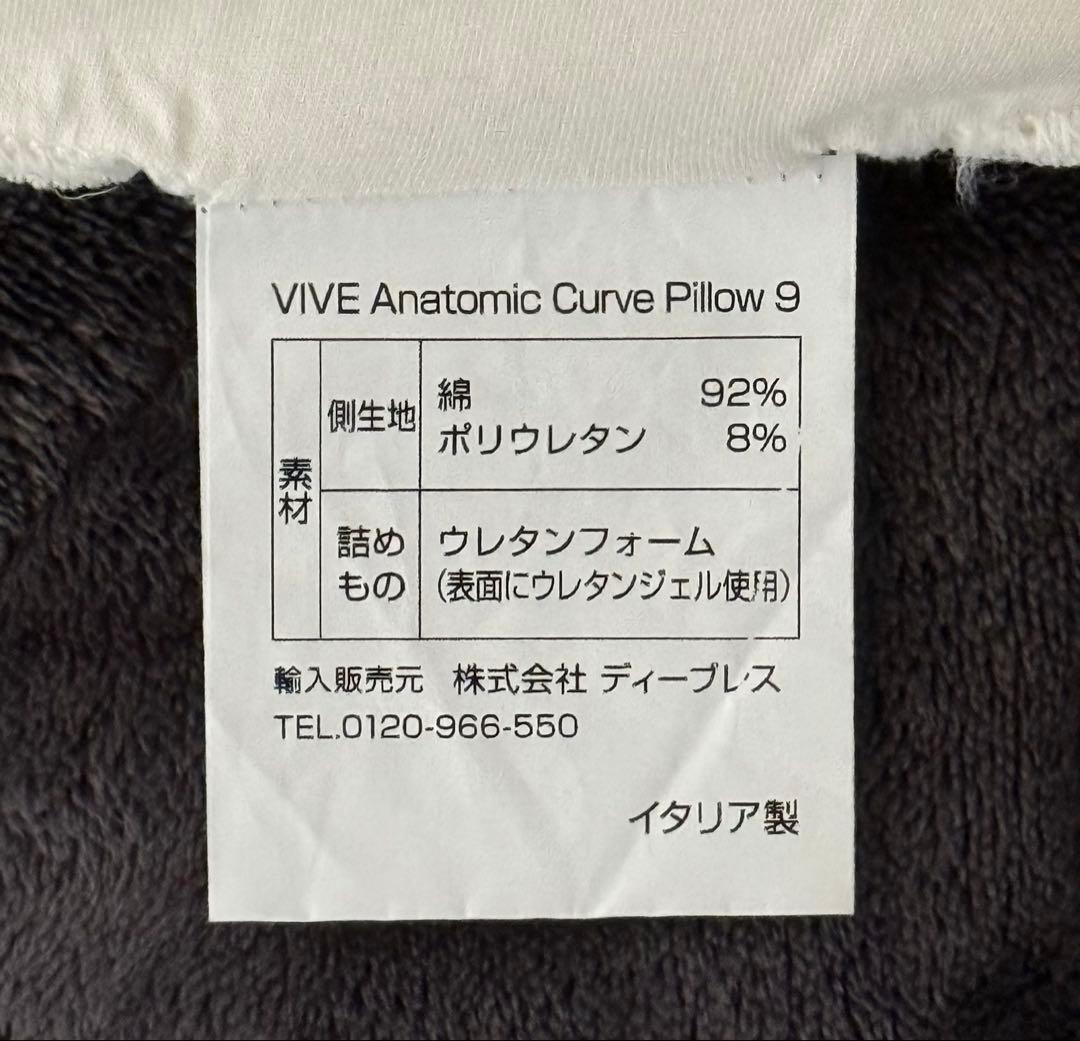 VIVE Anatomic Curve Pillow 9
素材
側生地
綿 92%
ポリウレタン 8%
詰め
もの
ウレタンフォーム
(表面にウレタンジェル使用)
輸入販売元 株式会社 ディーブレス
TEL.0120-966-550
イタリア製